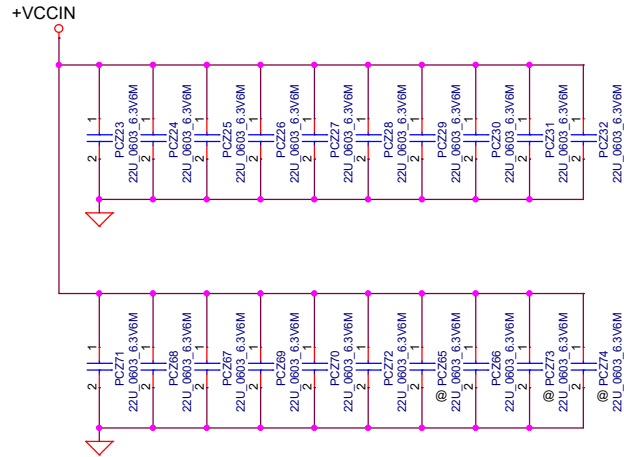 +VCCIN
1
2
PCZ23
22U_0603_6.3V6M
1
2
PCZ24
22U_0603_6.3V6M
1
2
PCZ25
22U_0603_6.3V6M
1
2
PCZ26
22U_0603_6.3V6M
1
2
PCZ27
22U_0603_6.3V6M
1
2
PCZ28
22U_0603_6.3V6M
1
2
PCZ29
22U_0603_6.3V6M
1
2
PCZ30
22U_0603_6.3V6M
1
2
PCZ31
22U_0603_6.3V6M
1
2
PCZ32
22U_0603_6.3V6M
1
2
PCZ71
22U_0603_6.3V6M
1
2
PCZ68
22U_0603_6.3V6M
1
2
PCZ67
22U_0603_6.3V6M
1
2
PCZ69
22U_0603_6.3V6M
1
2
PCZ70
22U_0603_6.3V6M
1
2
PCZ72
22U_0603_6.3V6M
1
2
@ PCZ65
22U_0603_6.3V6M
1
2
PCZ66
22U_0603_6.3V6M
1
2
@ PCZ73
22U_0603_6.3V6M
1
2
@ PCZ74
22U_0603_6.3V6M